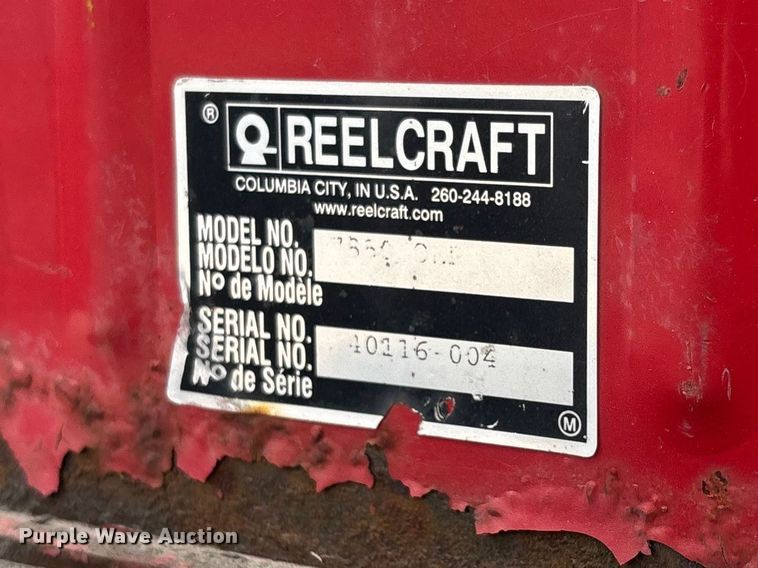 ®
REELCRAFT
COLUMBIA CITY, IN U.S.A. 260-244-8188
www.reelcraft.com
MODEL NO.
MODELO NO.
Nº de Modèle
SERIAL NO.
SERIAL NO.
Nº de Série
40116-004
M
Purple Wave Auction®